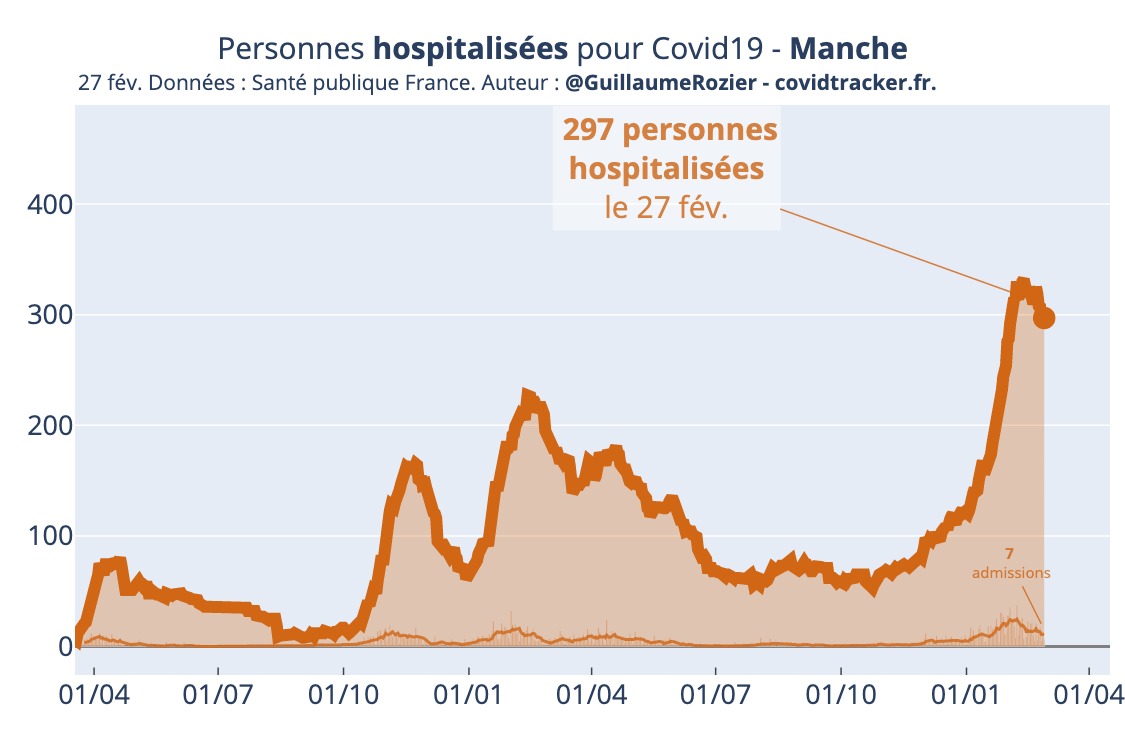 Personnes hospitalisées pour Covid19 - Manche
27 fév. Données : Santé publique France. Auteur : @GuillaumeRozier - covidtracker.fr.
297 personnes
hospitalisées
le 27 fév.
400
300
200
100
7
admissions
0
01/04 01/07 01/10 01/01 01/04 01/07 01/10 01/01 01/04